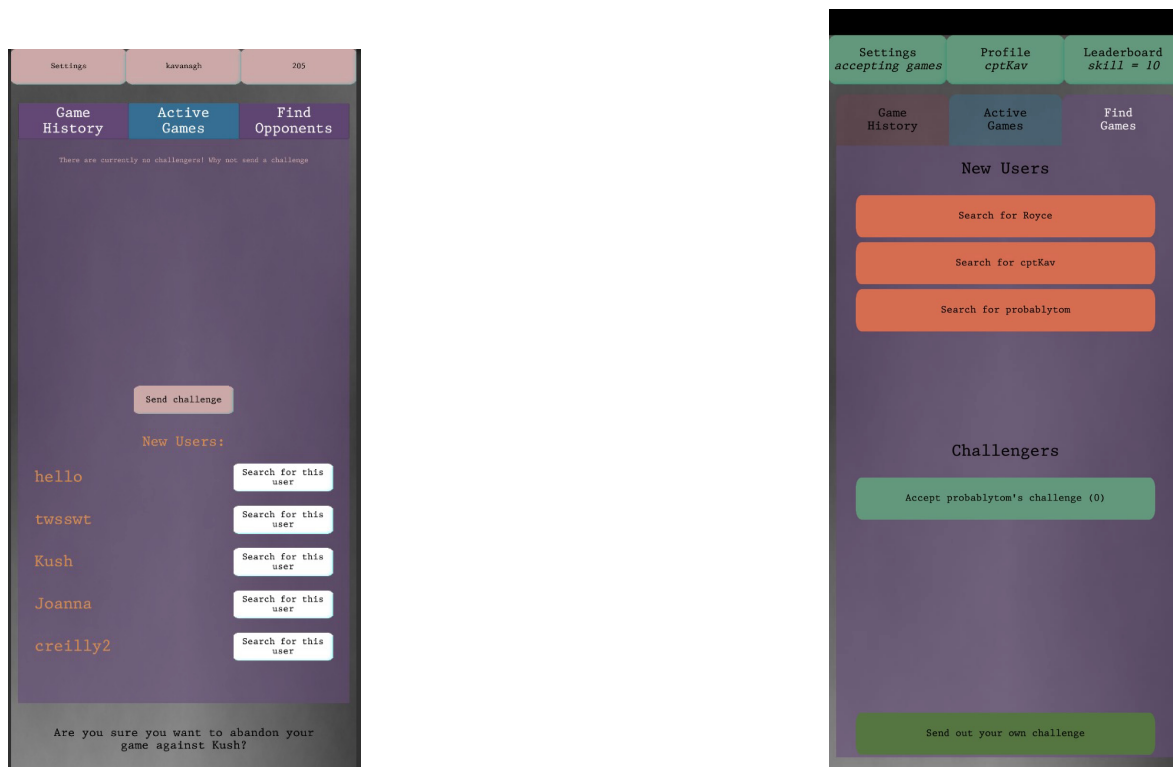 Settings
kavanagh
205
Game
History
Active
Games
Find
Opponents
There are currently no challengers! Why not send a challenge
Send challenge
New Users:
hello
Search for this
user
twsswt
Search for this
user
Kush
Search for this
user
Joanna
Search for this
user
creilly2
Search for this
user
Are you sure you want to abandon your
game against Kush?
Settings
accepting games
Profile
cptKav
Leaderboard
skill = 10
Game
History
Active
Games
Find
Games
New Users
Search for Royce
Search for cptKav
Search for probablytom
Challengers
Accept probablytom's challenge (0)
Send out your own challenge